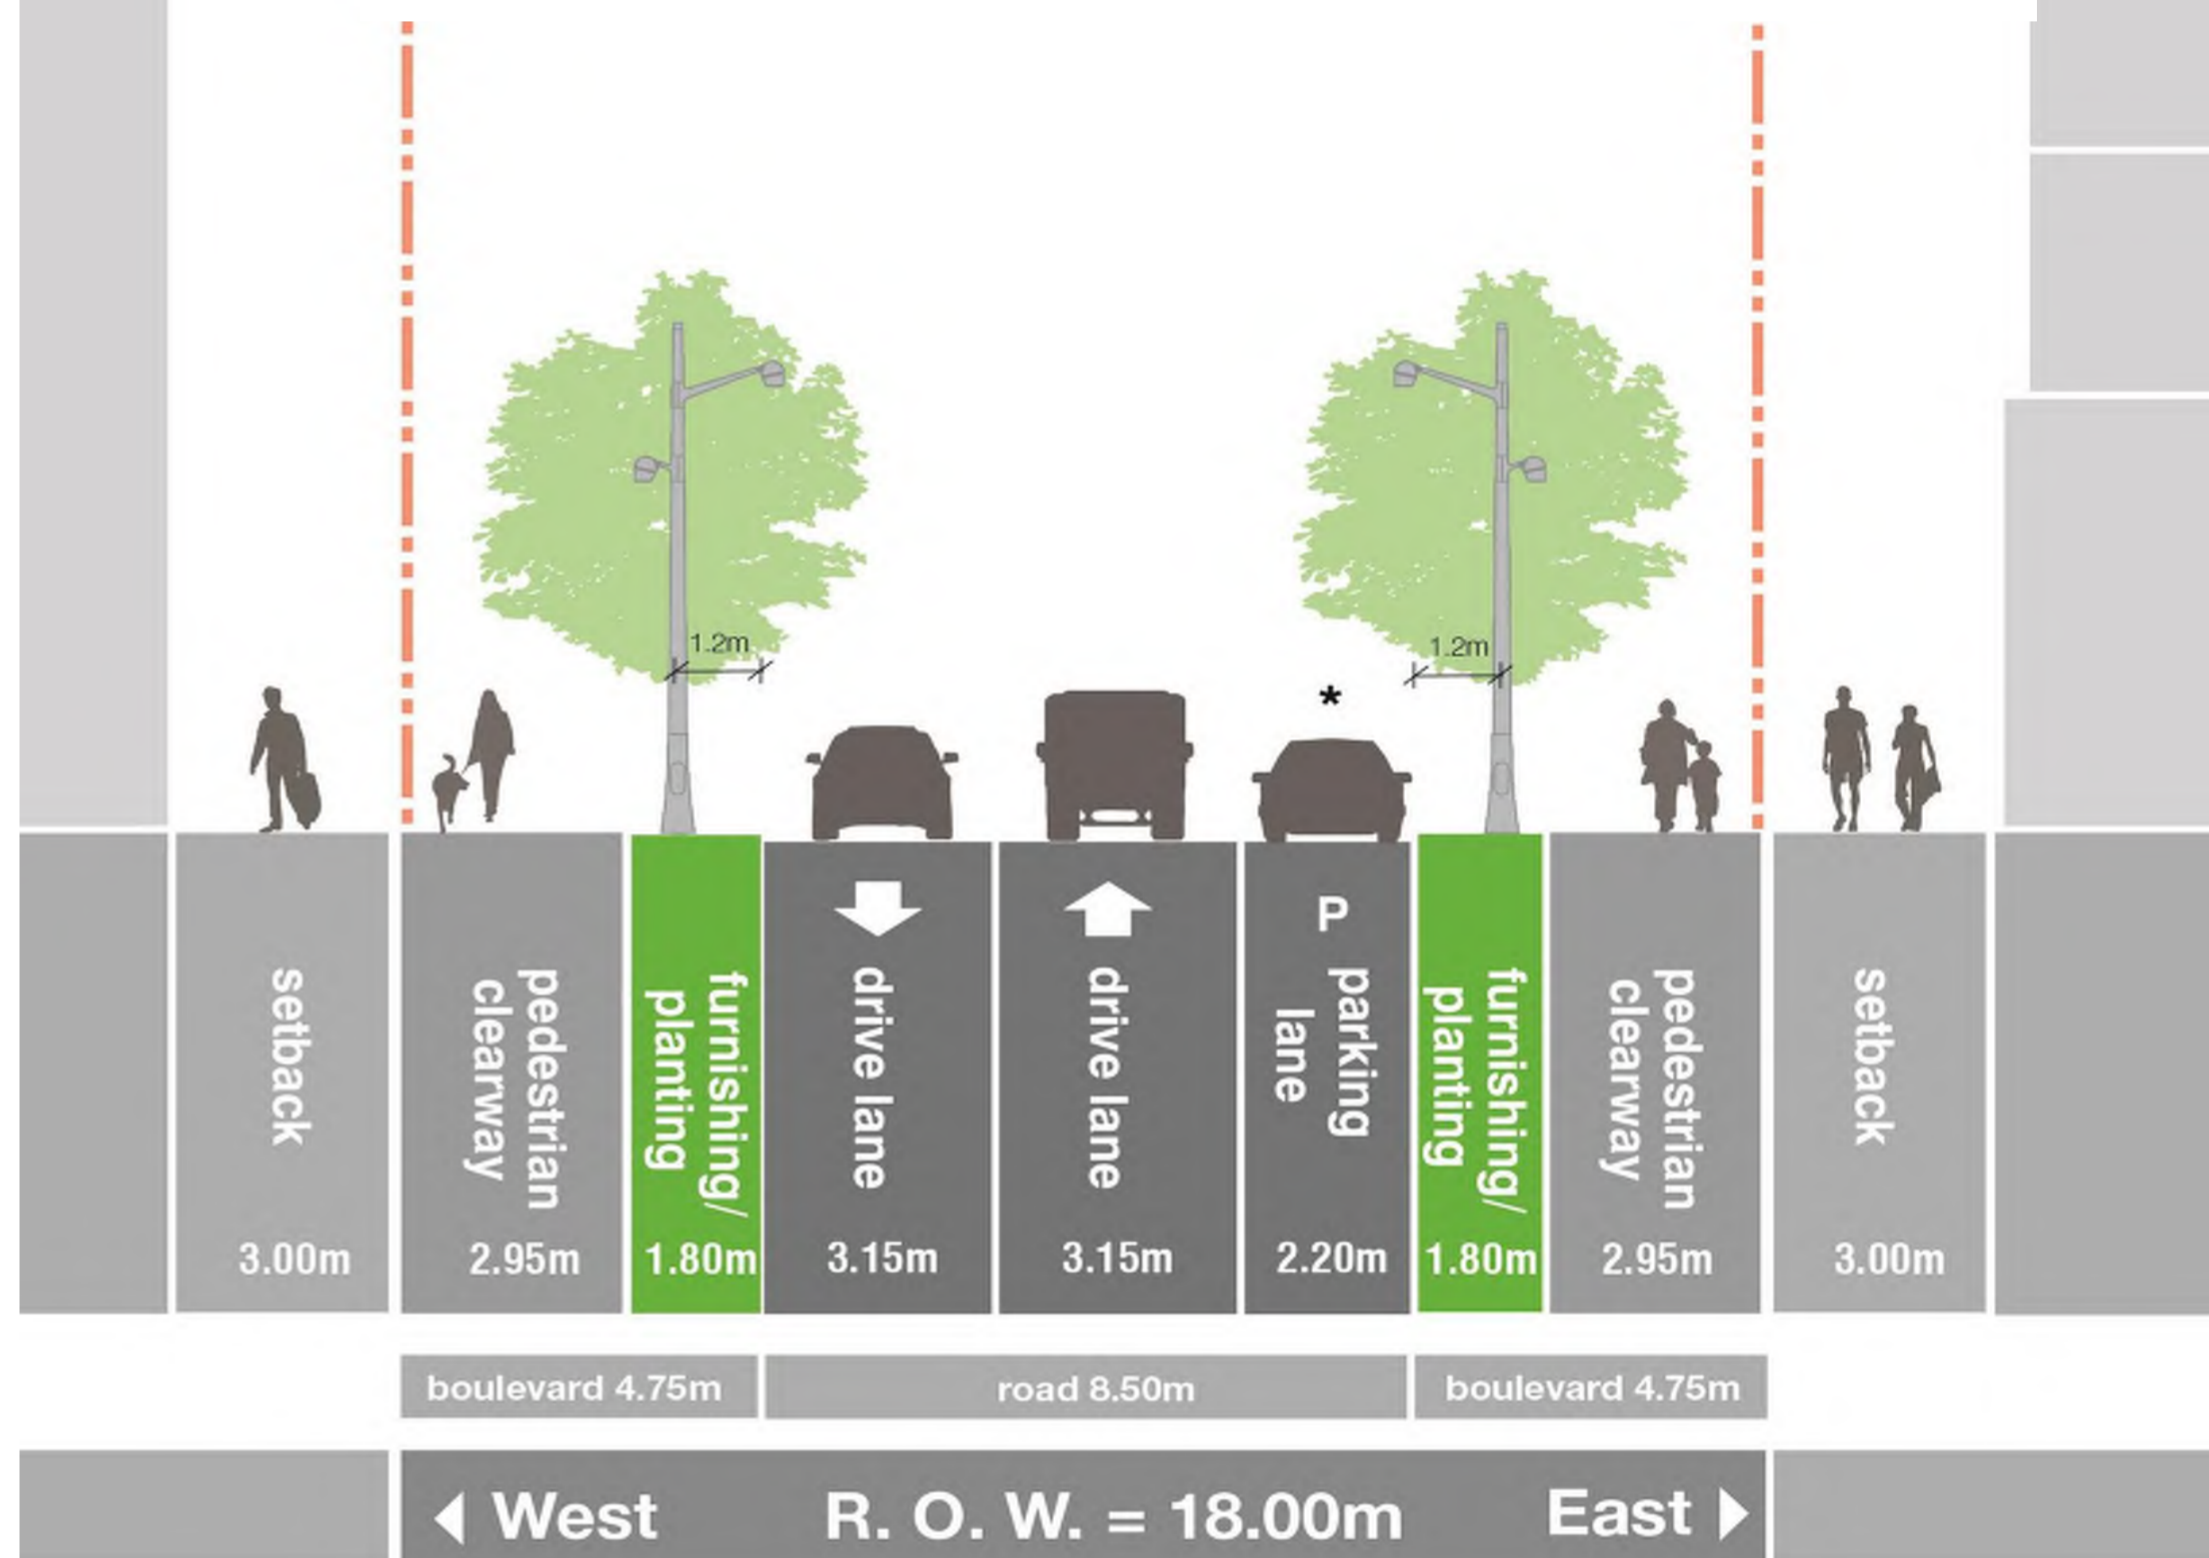 1.2m
1.2m
*
P
setback
pedestrian
clearway
furnishing/
planting
drive lane
drive lane
parking
lane
furnishing/
planting
pedestrian
clearway
setback
3.00m
2.95m
1.80m
3.15m
3.15m
2.20m
1.80m
2.95m
3.00m
boulevard 4.75m
road 8.50m
boulevard 4.75m
West
R. O. W. = 18.00m
East